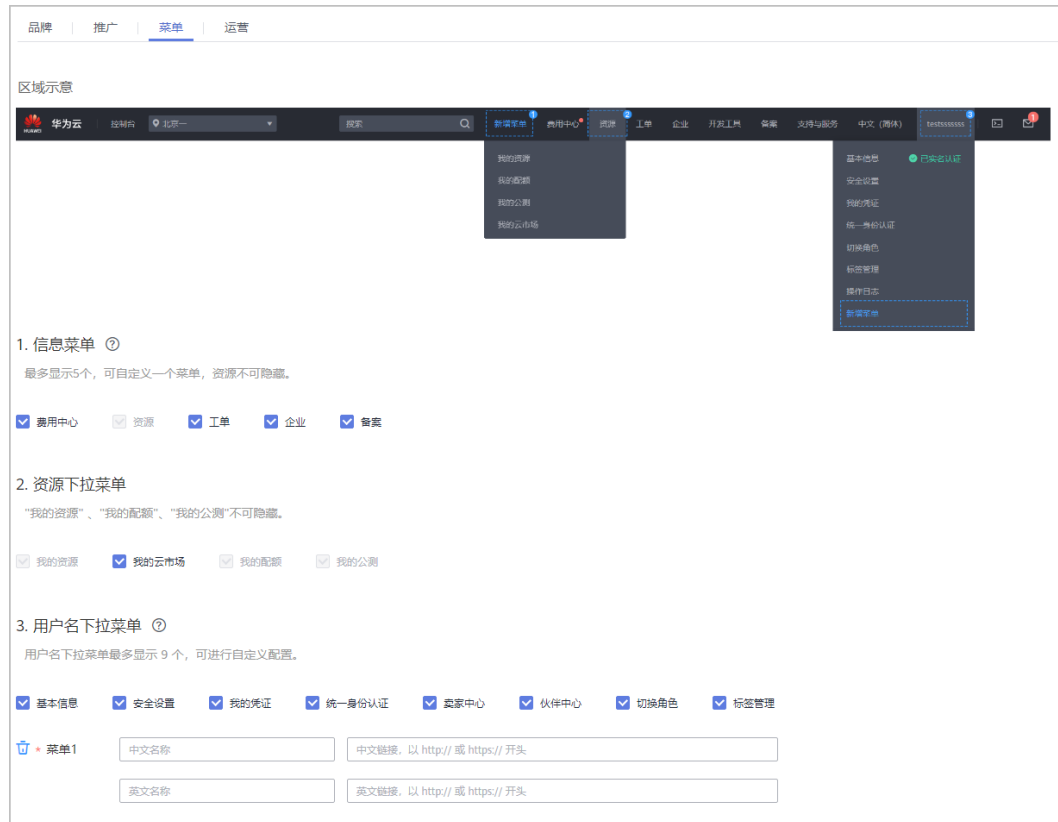 品牌 推广 菜单 运营
区域示意
HUAWEI 华为云 控制台 北京一 搜索 新增菜单 1 费用中心 资源 2 工单 企业 开发工具 备案 支持与服务 中文 (简体) testsssssss 3 1
我的资源
我的配额
我的公测
我的云市场
基本信息 已实名认证
安全设置
我的凭证
统一身份认证
切换角色
标签管理
操作日志
新增菜单
1. 信息菜单 ?
最多显示5个，可自定义一个菜单，资源不可隐藏。
费用中心 资源 工单 企业 备案
2. 资源下拉菜单
"我的资源" 、"我的配额"、"我的公测"不可隐藏。
我的资源 我的云市场 我的配额 我的公测
3. 用户名下拉菜单 ?
用户名下拉菜单最多显示 9 个，可进行自定义配置。
基本信息 安全设置 我的凭证 统一身份认证 卖家中心 伙伴中心 切换角色 标签管理
* 菜单1 中文名称 中文链接，以 http:// 或 https:// 开头
英文名称 英文链接，以 http:// 或 https:// 开头